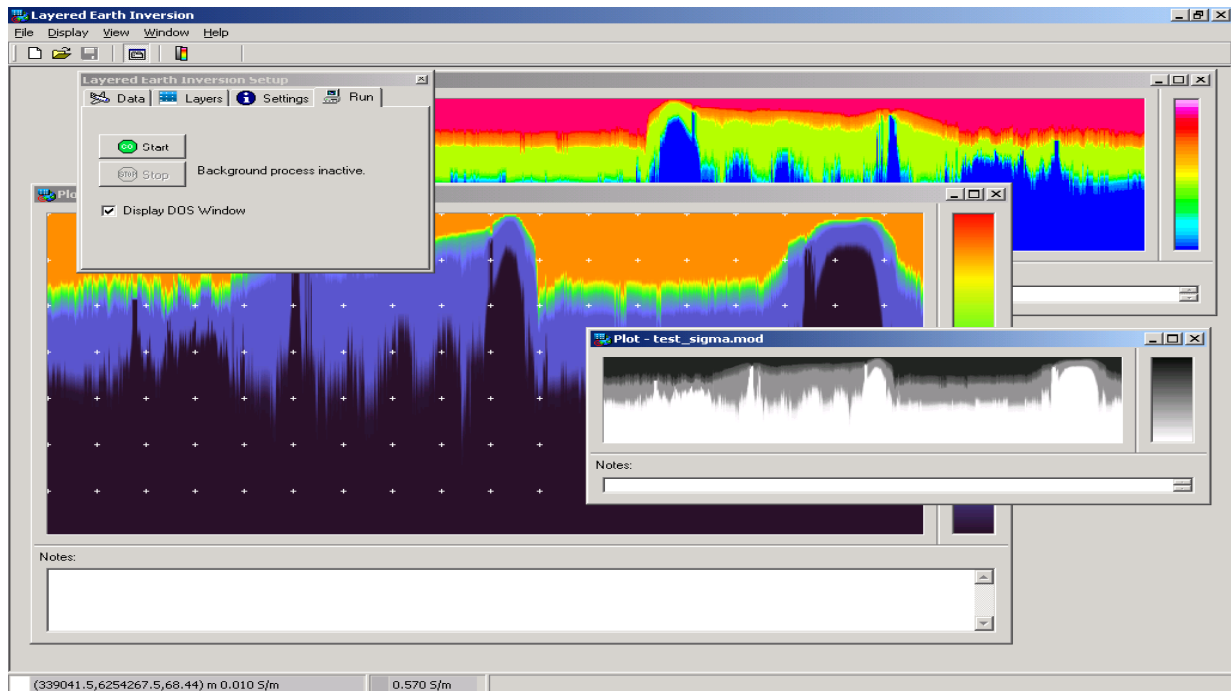 Layered Earth Inversion
File Display View Window Help
Layered Earth Inversion Setup
Data Layers Settings Run
GO Start
STOP Stop
Background process inactive.
Display DOS Window
Plot - test_sigma.mod
Notes:
Notes:
(339041.5,6254267.5,68.44) m 0.010 S/m 0.570 S/m